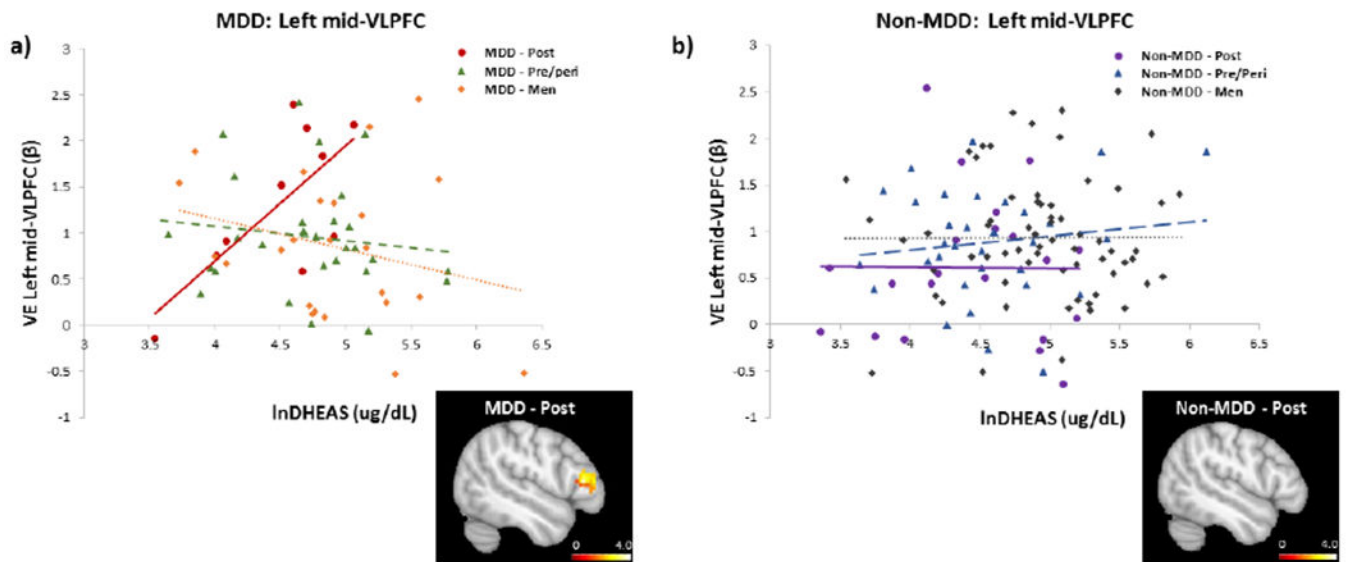 MDD: Left mid-VLPFC
a)
MDD - Post
MDD - Pre/peri
MDD - Men
VE Left mid-VLPFC (β)
3
2.5
2
1.5
1
0.5
0
-0.5
-1
3 3.5 4 4.5 5 5.5 6 6.5
lnDHEAS (ug/dL)
MDD - Post
0 4.0
Non-MDD: Left mid-VLPFC
b)
Non-MDD - Post
Non-MDD - Pre/Peri
Non-MDD - Men
VE Left mid-VLPFC (β)
3
2.5
2
1.5
1
0.5
0
-0.5
-1
3 3.5 4 4.5 5 5.5 6 6.5
lnDHEAS (ug/dL)
Non-MDD - Post
0 4.0